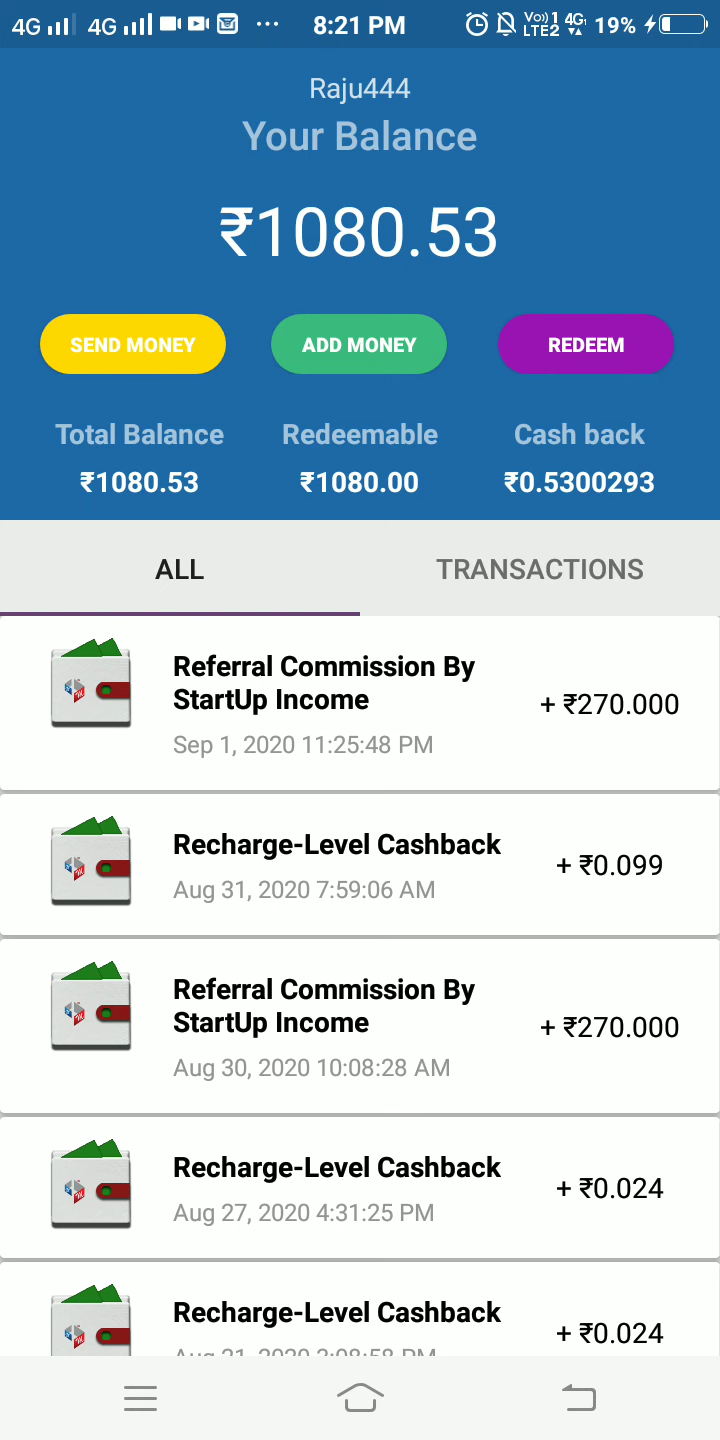 4G 4G ... 8:21 PM Vo)) 1 4G LTE2 19%
Raju444
Your Balance
₹1080.53
SEND MONEY ADD MONEY REDEEM
Total Balance Redeemable Cash back
₹1080.53 ₹1080.00 ₹0.5300293
ALL TRANSACTIONS
Referral Commission By
StartUp Income
+ ₹270.000
Sep 1, 2020 11:25:48 PM
Recharge-Level Cashback
+ ₹0.099
Aug 31, 2020 7:59:06 AM
Referral Commission By
StartUp Income
+ ₹270.000
Aug 30, 2020 10:08:28 AM
Recharge-Level Cashback
+ ₹0.024
Aug 27, 2020 4:31:25 PM
Recharge-Level Cashback
+ ₹0.024